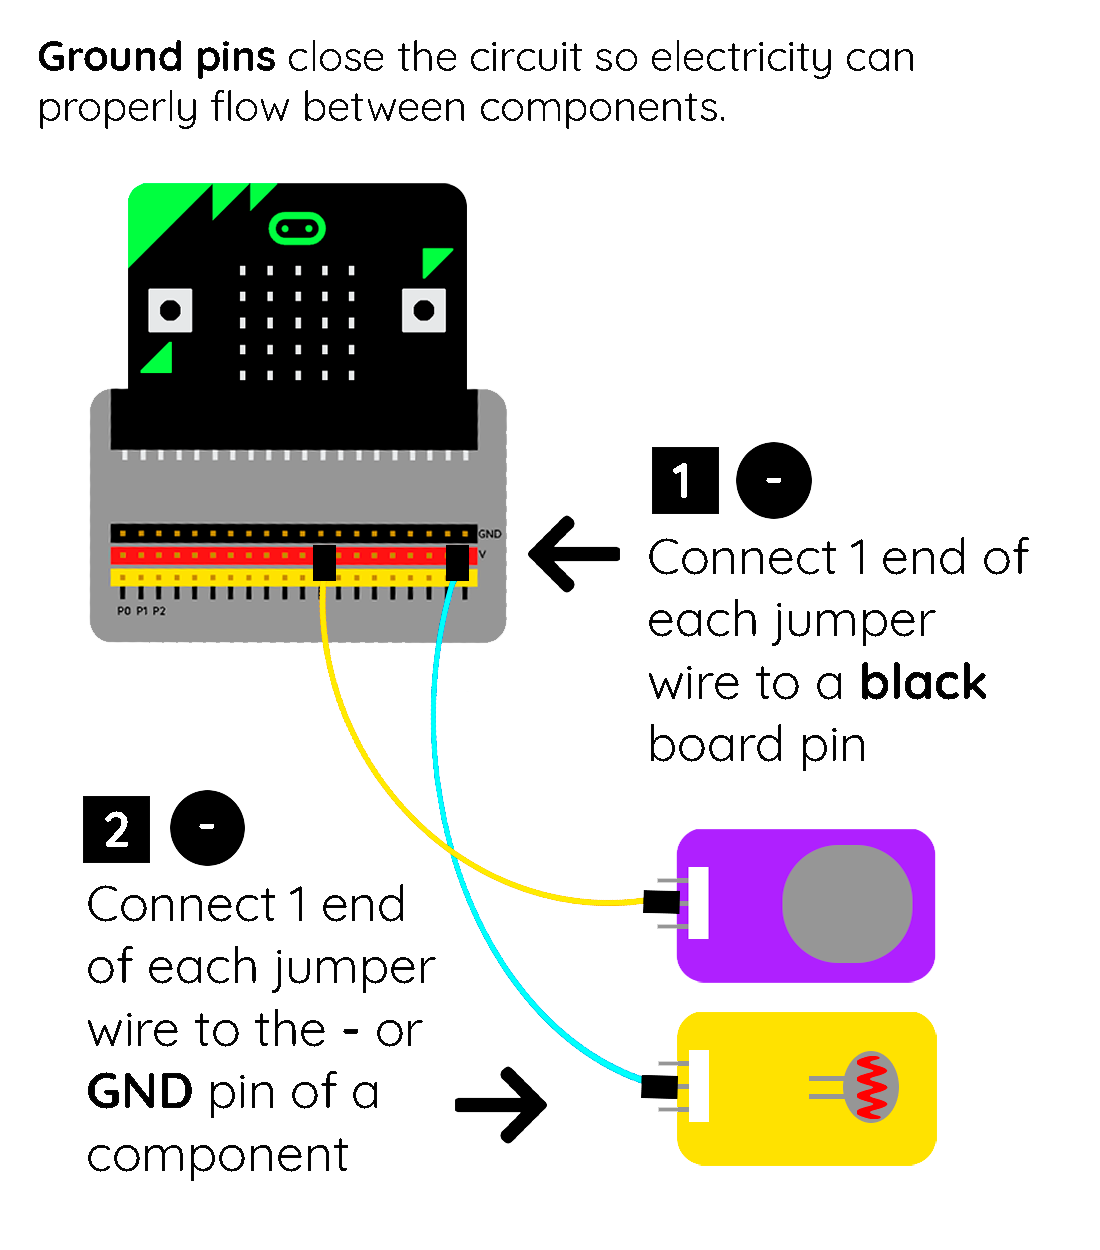 Ground pins close the circuit so electricity can
properly flow between components.
GND
V
P0 P1 P2
1 -
Connect 1 end of
each jumper
wire to a black
board pin
2 -
Connect 1 end
of each jumper
wire to the - or
GND pin of a
component